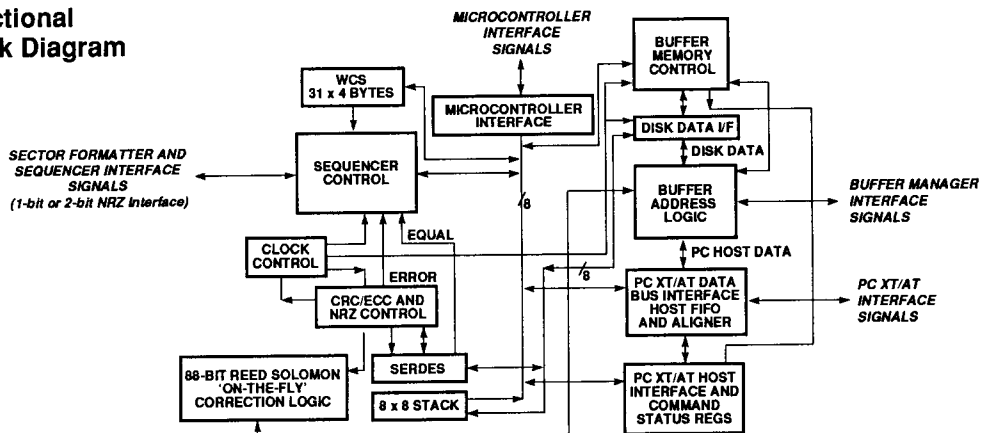 ctional
k Diagram
MICROCONTROLLER
INTERFACE
SIGNALS
BUFFER
MEMORY
CONTROL
WCS
31 x 4 BYTES
MICROCONTROLLER
INTERFACE
DISK DATA I/F
DISK DATA
SECTOR FORMATTER AND
SEQUENCER INTERFACE
SIGNALS
(1-bit or 2-bit NRZ Interface)
SEQUENCER
CONTROL
BUFFER
ADDRESS
LOGIC
BUFFER MANAGER
INTERFACE
SIGNALS
/8
EQUAL
PC HOST DATA
CLOCK
CONTROL
/8
ERROR
CRC/ECC AND
NRZ CONTROL
PC XT/AT DATA
BUS INTERFACE
HOST FIFO
AND ALIGNER
PC XT/AT
INTERFACE
SIGNALS
88-BIT REED SOLOMON
'ON-THE-FLY'
CORRECTION LOGIC
SERDES
8 x 8 STACK
PC XT/AT HOST
INTERFACE AND
COMMAND
STATUS REGS